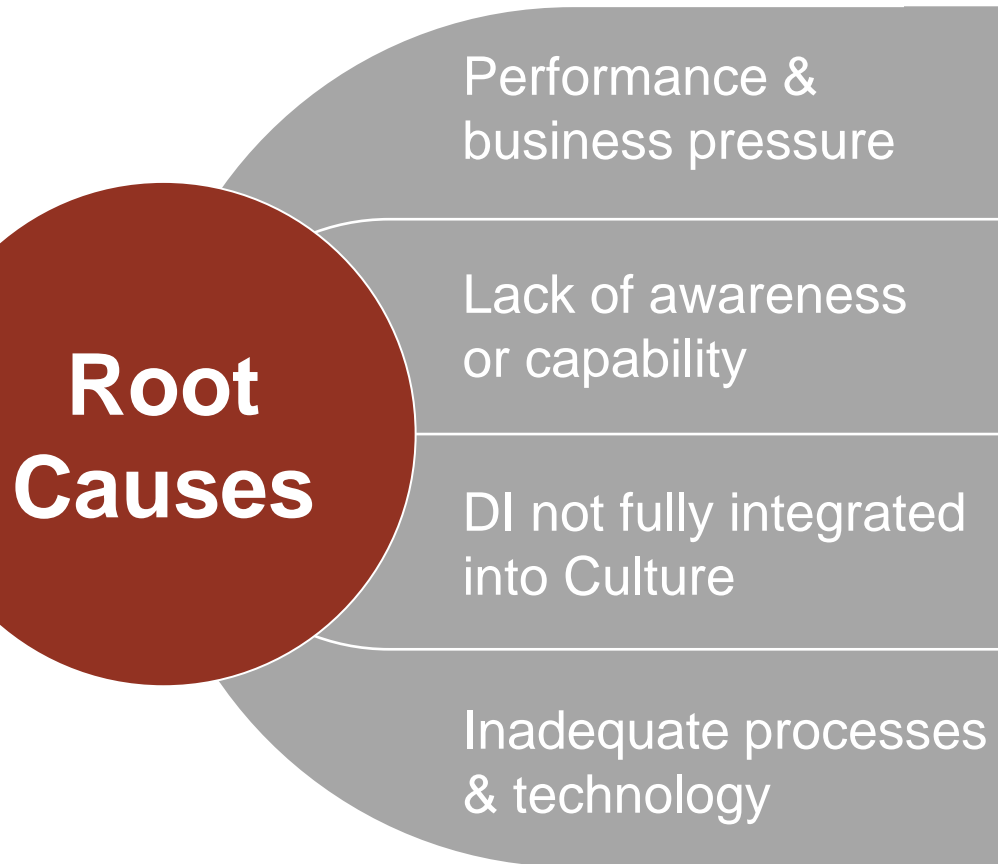 Root
Causes
Performance &
business pressure
Lack of awareness
or capability
DI not fully integrated
into Culture
Inadequate processes
& technology